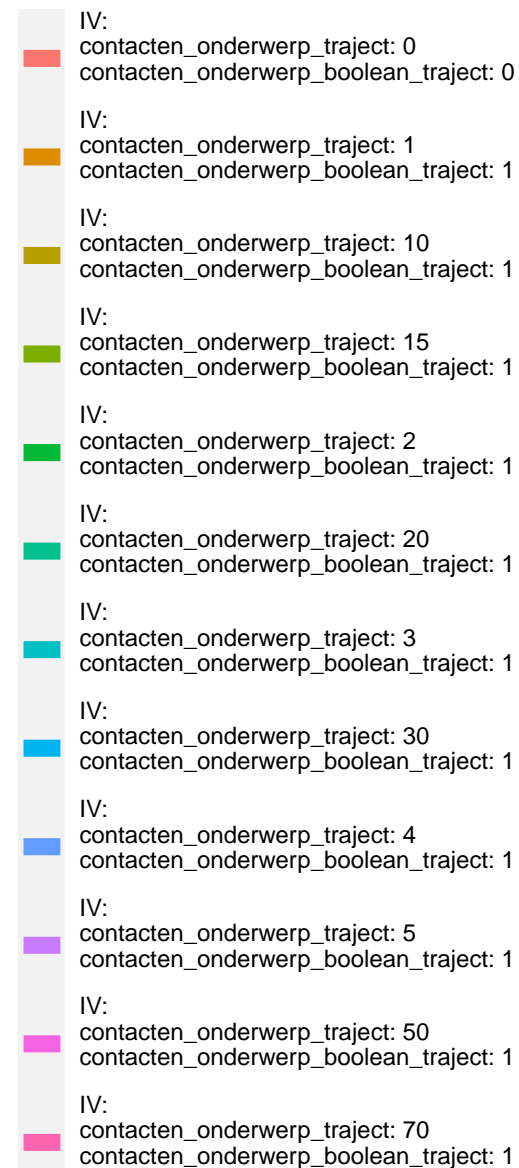 IV:
contacten_onderwerp_traject: 0
contacten_onderwerp_boolean_traject: 0
IV:
contacten_onderwerp_traject: 1
contacten_onderwerp_boolean_traject: 1
IV:
contacten_onderwerp_traject: 10
contacten_onderwerp_boolean_traject: 1
IV:
contacten_onderwerp_traject: 15
contacten_onderwerp_boolean_traject: 1
IV:
contacten_onderwerp_traject: 2
contacten_onderwerp_boolean_traject: 1
IV:
contacten_onderwerp_traject: 20
contacten_onderwerp_boolean_traject: 1
IV:
contacten_onderwerp_traject: 3
contacten_onderwerp_boolean_traject: 1
IV:
contacten_onderwerp_traject: 30
contacten_onderwerp_boolean_traject: 1
IV:
contacten_onderwerp_traject: 4
contacten_onderwerp_boolean_traject: 1
IV:
contacten_onderwerp_traject: 5
contacten_onderwerp_boolean_traject: 1
IV:
contacten_onderwerp_traject: 50
contacten_onderwerp_boolean_traject: 1
IV:
contacten_onderwerp_traject: 70
contacten_onderwerp_boolean_traject: 1